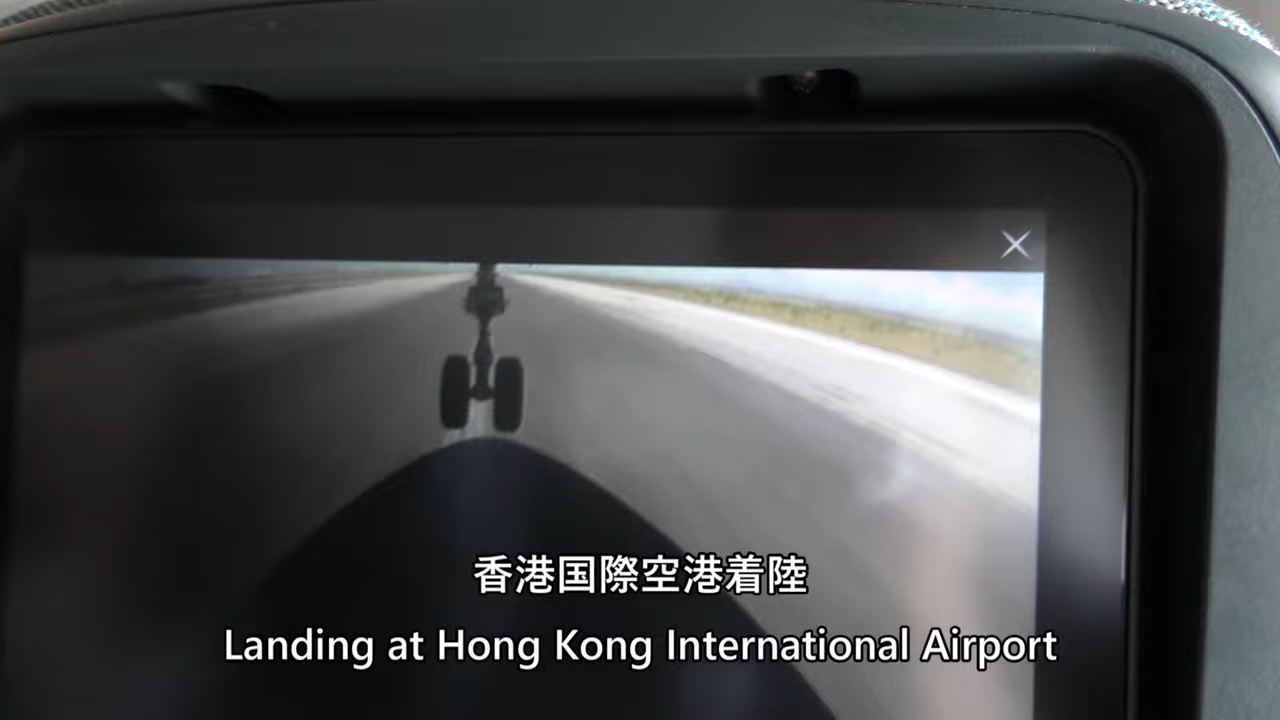 香港国際空港着陸
Landing at Hong Kong International Airport